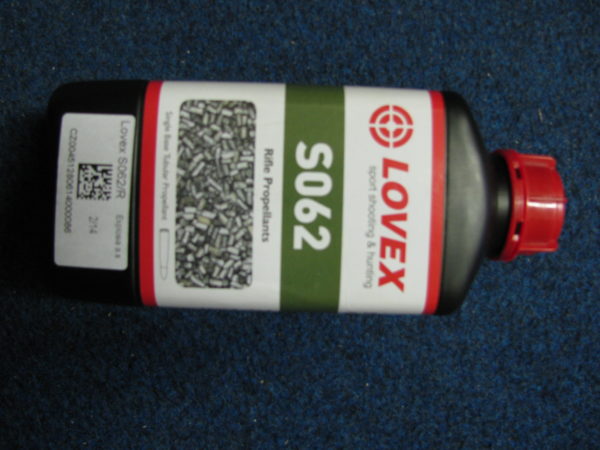 LOVEX
sport shooting & hunting
S062
Rifle Propellants
Single Base Tubular Propellant
Lovex S062/R
Explosia a.s.
2/14